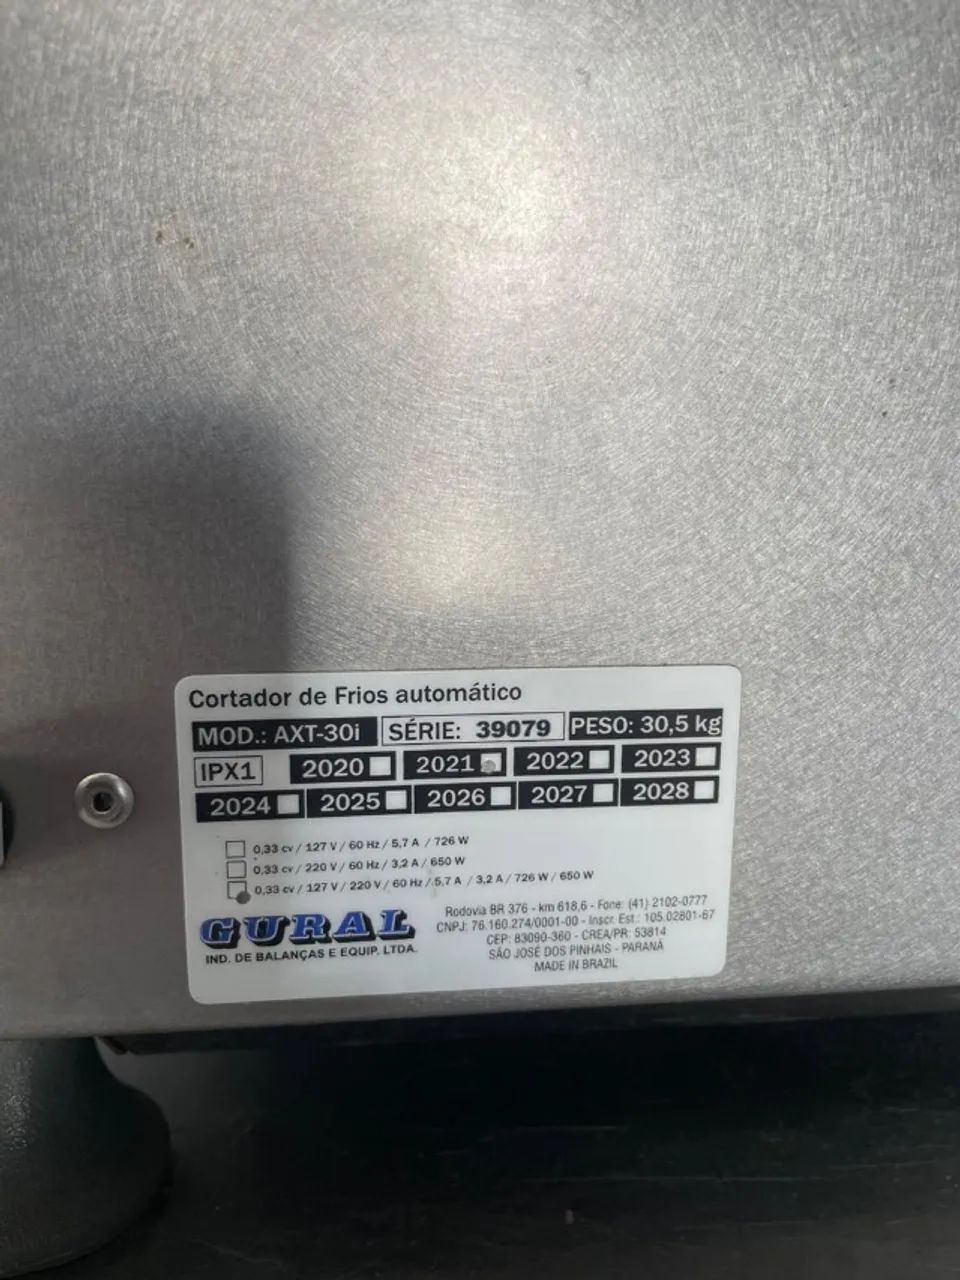 Cortador de Frios automático
MOD.: AXT-30i SÉRIE: 39079 PESO: 30,5 kg
IPX1 2020 2021 2022 2023
2024 2025 2026 2027 2028
0,33 cv / 127 V / 60 Hz / 5,7 A / 726 W
0,33 cv / 220 V / 60 Hz / 3,2 A / 650 W
0,33 cv / 127 V / 220 V / 60 Hz / 5,7 A / 3,2 A / 726 W / 650 W
GURAL
IND. DE BALANÇAS E EQUIP. LTDA.
Rodovia BR 376 - km 618,6 - Fone: (41) 2102-0777
CNPJ: 76.160.274/0001-00 - Inscr. Est.: 105.02801-67
CEP: 83090-360 - CREA/PR: 53814
SÃO JOSÉ DOS PINHAIS - PARANÁ
MADE IN BRAZIL